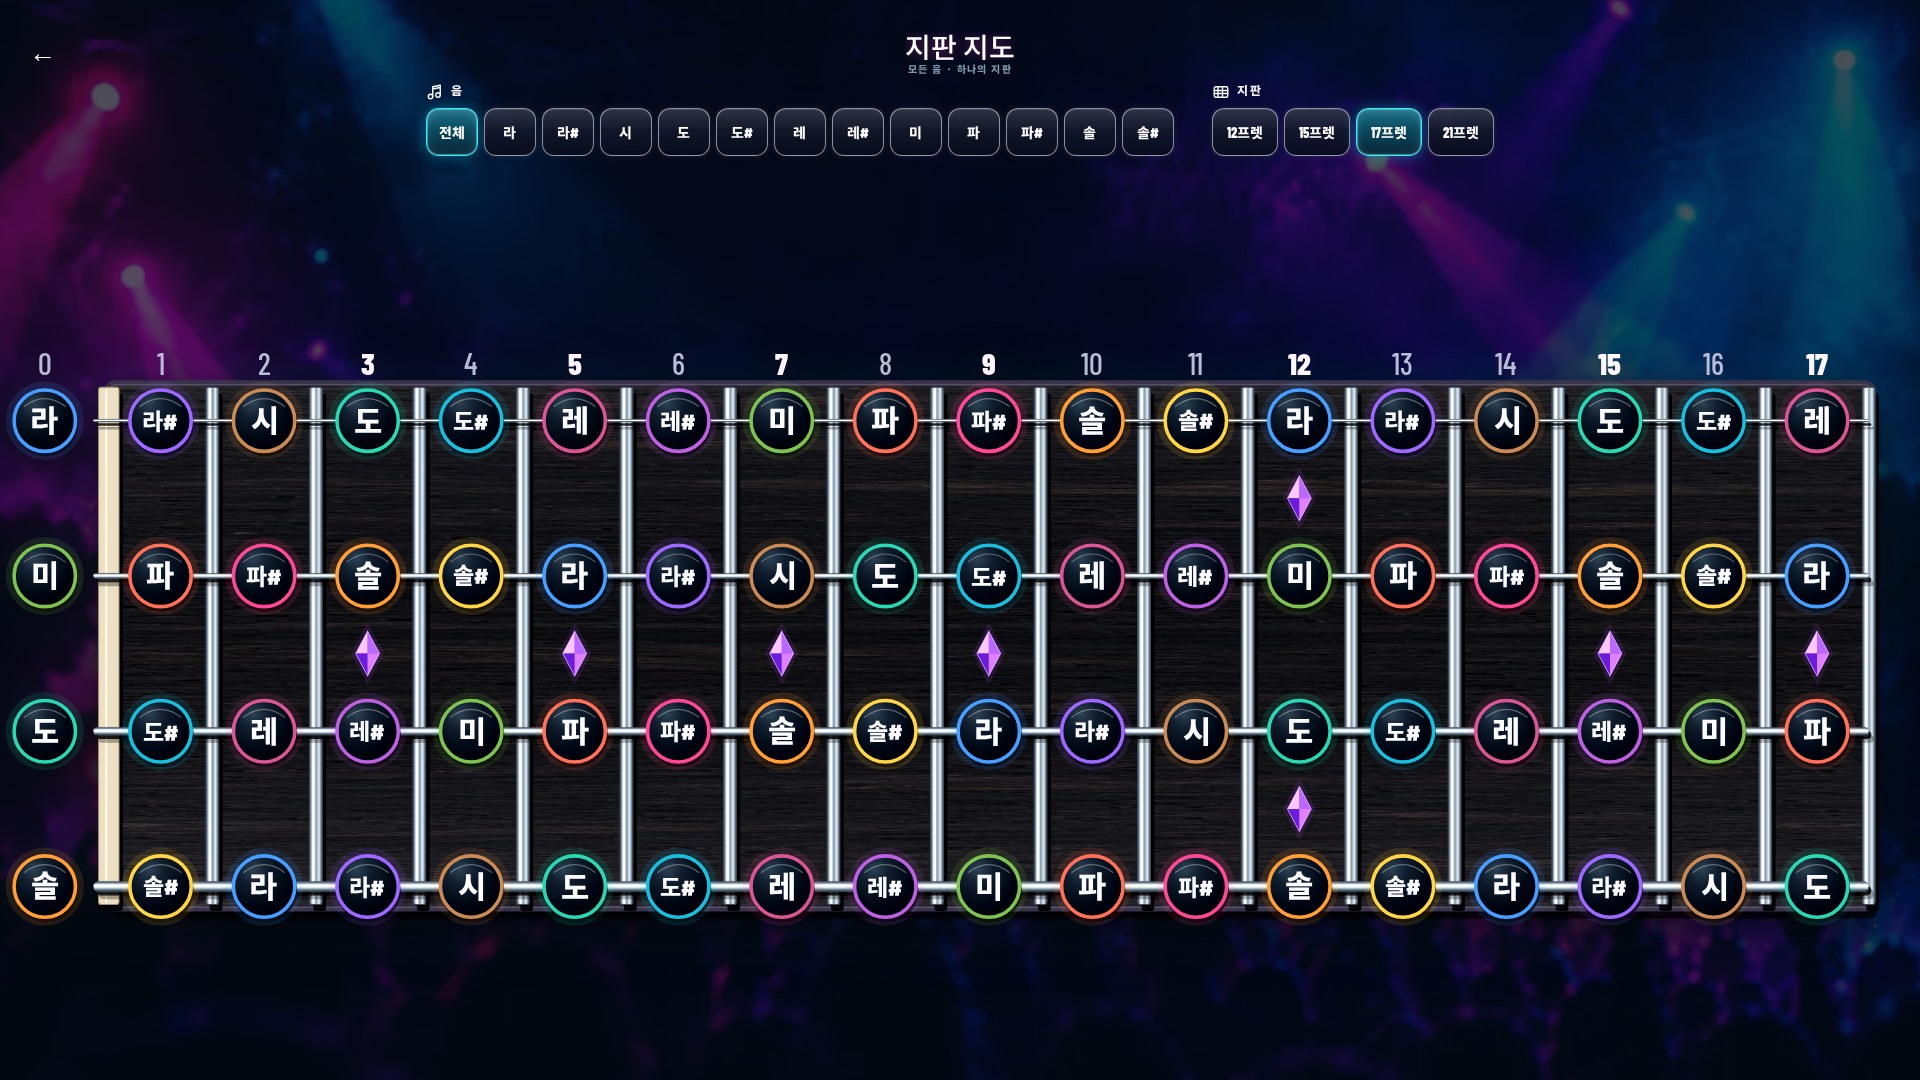 ←
지판 지도
모든 음 · 하나의 지판
음
지판
전체 라 라# 시 도 도# 레 레# 미 파 파# 솔 솔# 12프렛 15프렛 17프렛 21프렛
0 1 2 3 4 5 6 7 8 9 10 11 12 13 14 15 16 17
라 라# 시 도 도# 레 레# 미 파 파# 솔 솔# 라 라# 시 도 도# 레
미 파 파# 솔 솔# 라 라# 시 도 도# 레 레# 미 파 파# 솔 솔# 라
도 도# 레 레# 미 파 파# 솔 솔# 라 라# 시 도 도# 레 레# 미 파
솔 솔# 라 라# 시 도 도# 레 레# 미 파 파# 솔 솔# 라 라# 시 도